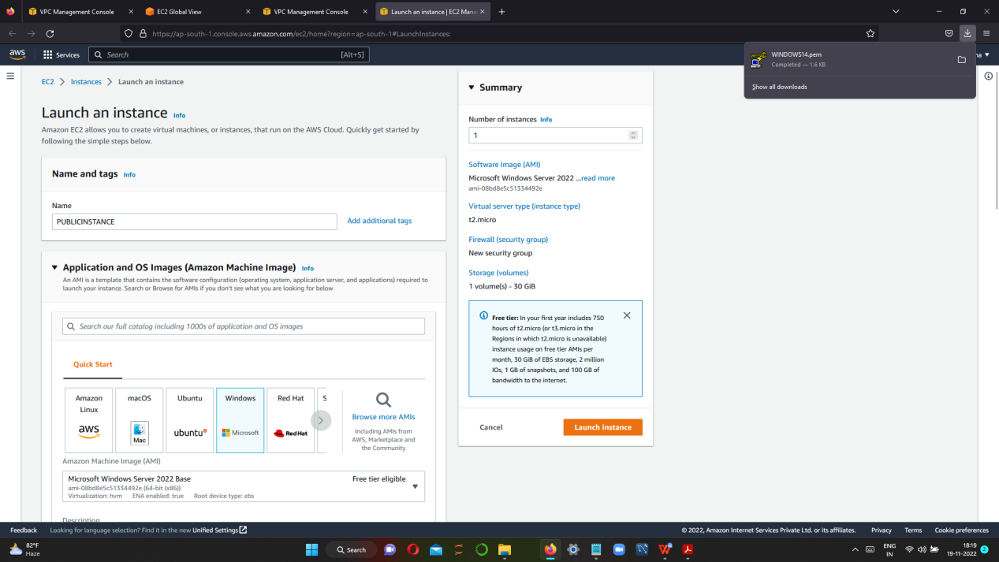 VPC Management Console
EC2 Global View
VPC Management Console
Launch an instance | EC2 Mana
https://ap-south-1.console.aws.amazon.com/ec2/home?region=ap-south-1#LaunchInstances:
WINDOWS14.pem
Completed — 1.6 KB
Show all downloads
aws
Services
Search
[Alt+S]
na
EC2
Instances
Launch an instance
Launch an instance Info
Amazon EC2 allows you to create virtual machines, or instances, that run on the AWS Cloud. Quickly get started by
following the simple steps below.
Name and tags Info
Name
PUBLICINSTANCE
Add additional tags
Application and OS Images (Amazon Machine Image) Info
An AMI is a template that contains the software configuration (operating system, application server, and applications) required to
launch your instance. Search or Browse for AMIs if you don't see what you are looking for below
Search our full catalog including 1000s of application and OS images
Quick Start
Amazon
Linux
aws
macOS
Mac
Ubuntu
ubuntu®
Windows
Microsoft
Red Hat
Red Hat
S
Browse more AMIs
Including AMIs from
AWS, Marketplace and
the Community
Amazon Machine Image (AMI)
Microsoft Windows Server 2022 Base
Free tier eligible
ami-08bd8e5c51334492e (64-bit (x86))
Virtualization: hvm ENA enabled: true Root device type: ebs
Description
Summary
Number of instances Info
1
Software Image (AMI)
Microsoft Windows Server 2022 ...read more
ami-08bd8e5c51334492e
Virtual server type (instance type)
t2.micro
Firewall (security group)
New security group
Storage (volumes)
1 volume(s) - 30 GiB
Free tier: In your first year includes 750
hours of t2.micro (or t3.micro in the
Regions in which t2.micro is unavailable)
instance usage on free tier AMIs per
month, 30 GiB of EBS storage, 2 million
IOs, 1 GB of snapshots, and 100 GB of
bandwidth to the internet.
Cancel
Launch instance
Feedback
Looking for language selection? Find it in the new Unified Settings
© 2022, Amazon Internet Services Private Ltd. or its affiliates.
Privacy
Terms
Cookie preferences
82°F
Haze
Search
ENG
IN
18:19
19-11-2022
2